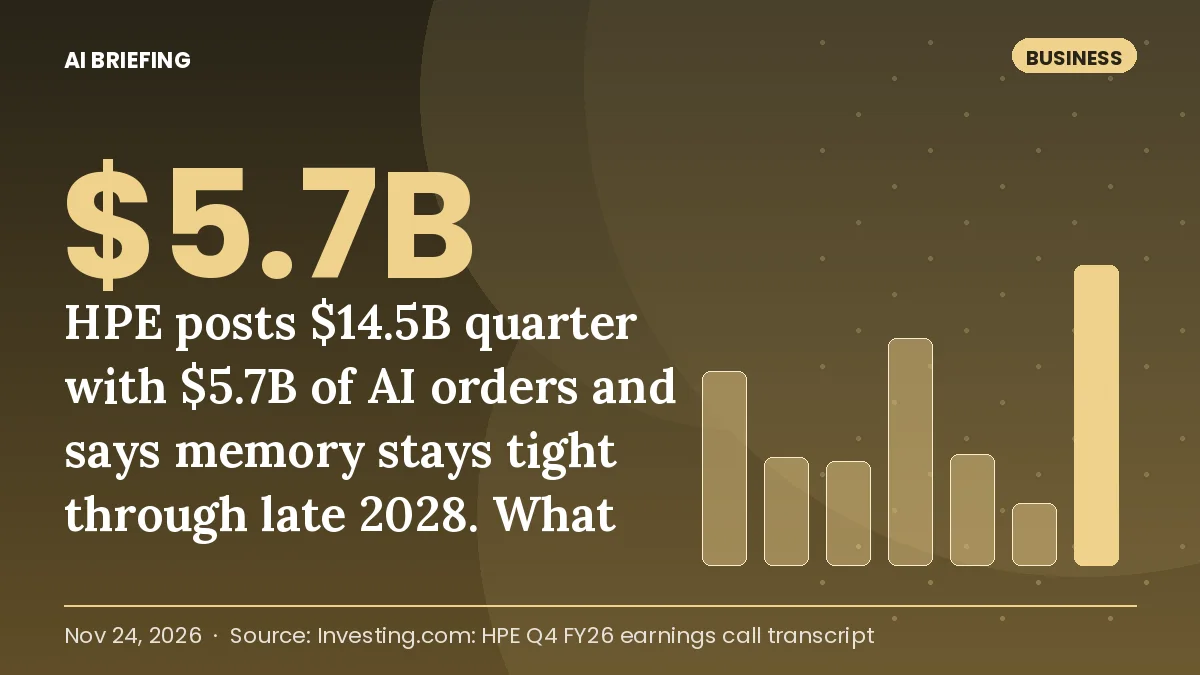 AI BRIEFING
BUSINESS
$5.7B
HPE posts $14.5B quarter
with $5.7B of AI orders and
says memory stays tight
through late 2028. What
Nov 24, 2026 · Source: Investing.com: HPE Q4 FY26 earnings call transcript